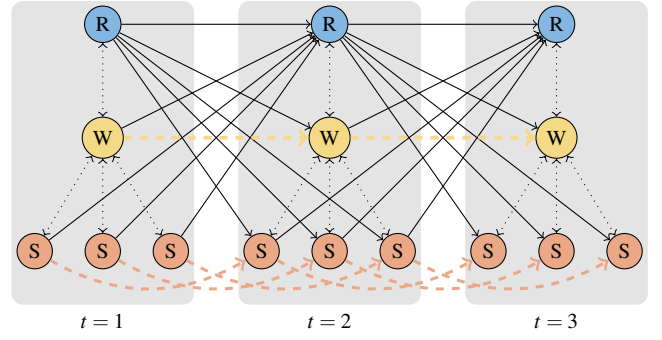 R R R
W W W
S S S S S S S S S
t = 1 t = 2 t = 3